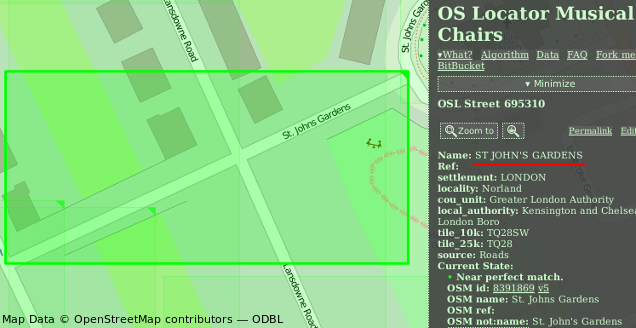 Lansdowne Road
St. Johns Gardens
St. Johns
Lansdowne Road
Map Data © OpenStreetMap contributors — ODBL
OS Locator Musical
Chairs
▾What? Algorithm Data FAQ Fork me
BitBucket
▾ Minimize
OSL Street 695310
Zoom to
Permalink Edit
Name: ST JOHN'S GARDENS
Ref:
settlement: LONDON
locality: Norland
cou_unit: Greater London Authority
local_authority: Kensington and Chelsea
London Boro
tile_10k: TQ28SW
tile_25k: TQ28
source: Roads
Current State:
• Near perfect match.
OSM id: 8391869 v5
OSM name: St. Johns Gardens
OSM ref:
OSM not:name: St. John's Gardens